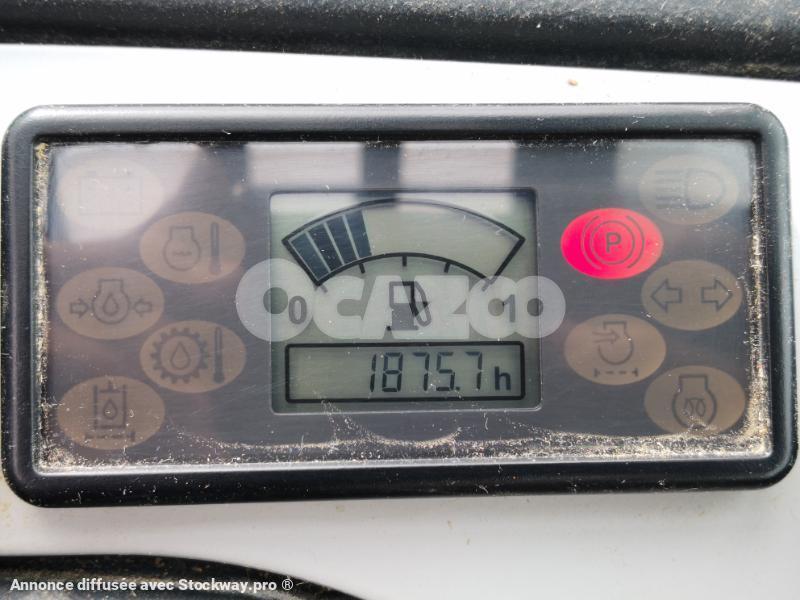 P
0
1
OCAZOO
1875.7 h
Annonce diffusée avec Stockway.pro ®